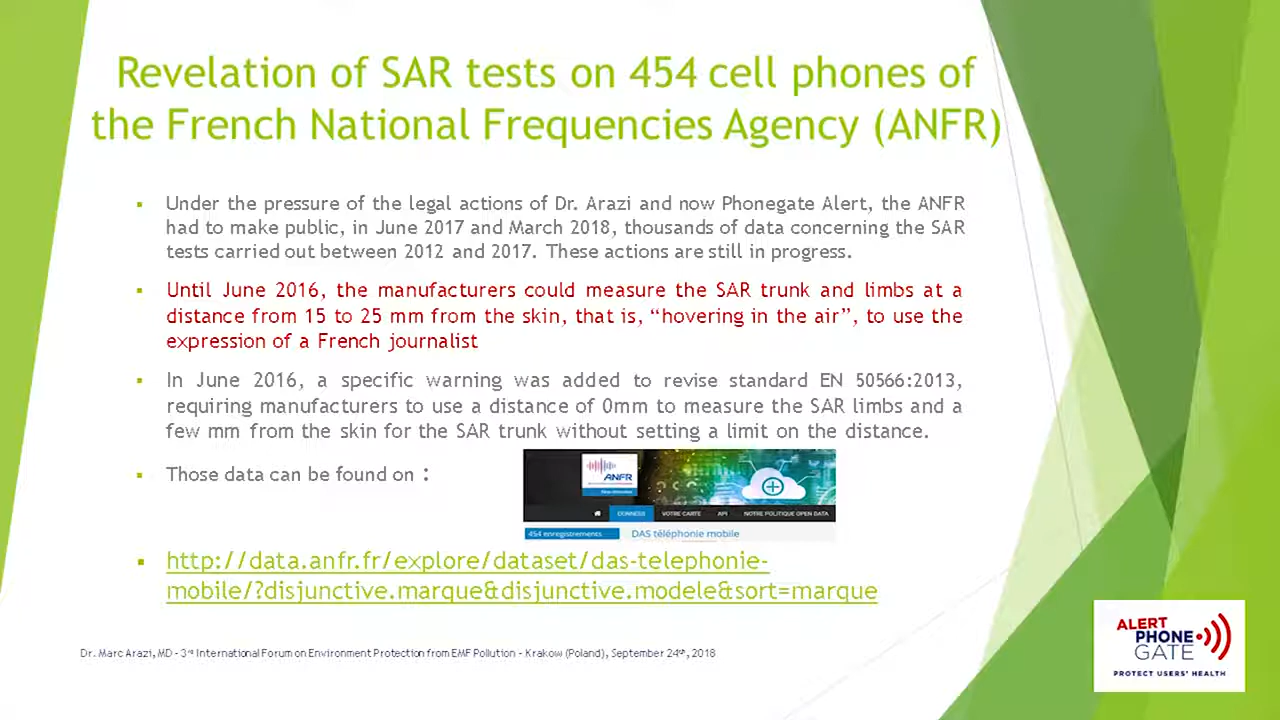 Revelation of SAR tests on 454 cell phones of
the French National Frequencies Agency (ANFR)
▪ Under the pressure of the legal actions of Dr. Arazi and now Phonegate Alert, the ANFR
had to make public, in June 2017 and March 2018, thousands of data concerning the SAR
tests carried out between 2012 and 2017. These actions are still in progress.
▪ Until June 2016, the manufacturers could measure the SAR trunk and limbs at a
distance from 15 to 25 mm from the skin, that is, “hovering in the air”, to use the
expression of a French journalist
▪ In June 2016, a specific warning was added to revise standard EN 50566:2013,
requiring manufacturers to use a distance of 0mm to measure the SAR limbs and a
few mm from the skin for the SAR trunk without setting a limit on the distance.
▪ Those data can be found on :
ANFR
DONNEES VOTRE CARTE API NOTRE POLITIQUE OPEN DATA
454 enregistrements DAS téléphonie mobile
▪ http://data.anfr.fr/explore/dataset/das-telephonie-
mobile/?disjunctive.marque&disjunctive.modele&sort=marque
Dr. Marc Arazi, MD - 3rd International Forum on Environment Protection from EMF Pollution - Krakow (Poland), September 24th, 2018
ALERT
PHONE
GATE
PROTECT USERS' HEALTH